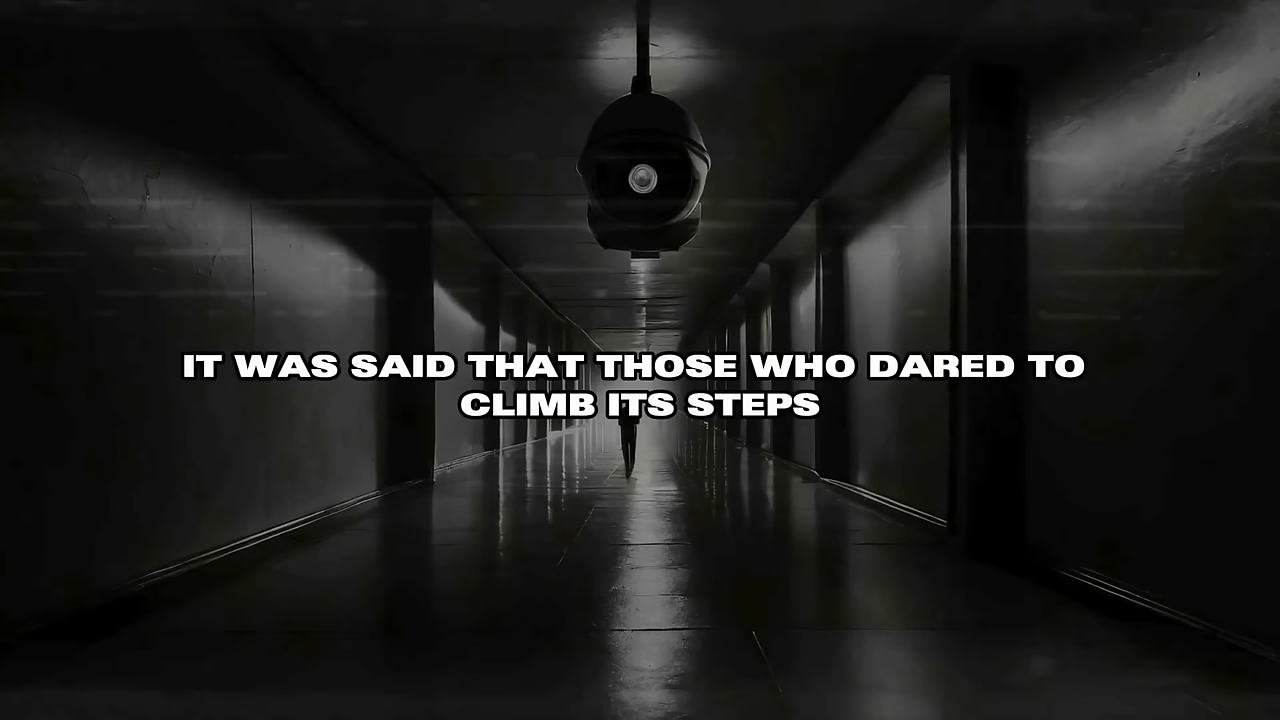 IT WAS SAID THAT THOSE WHO DARED TO
CLIMB ITS STEPS